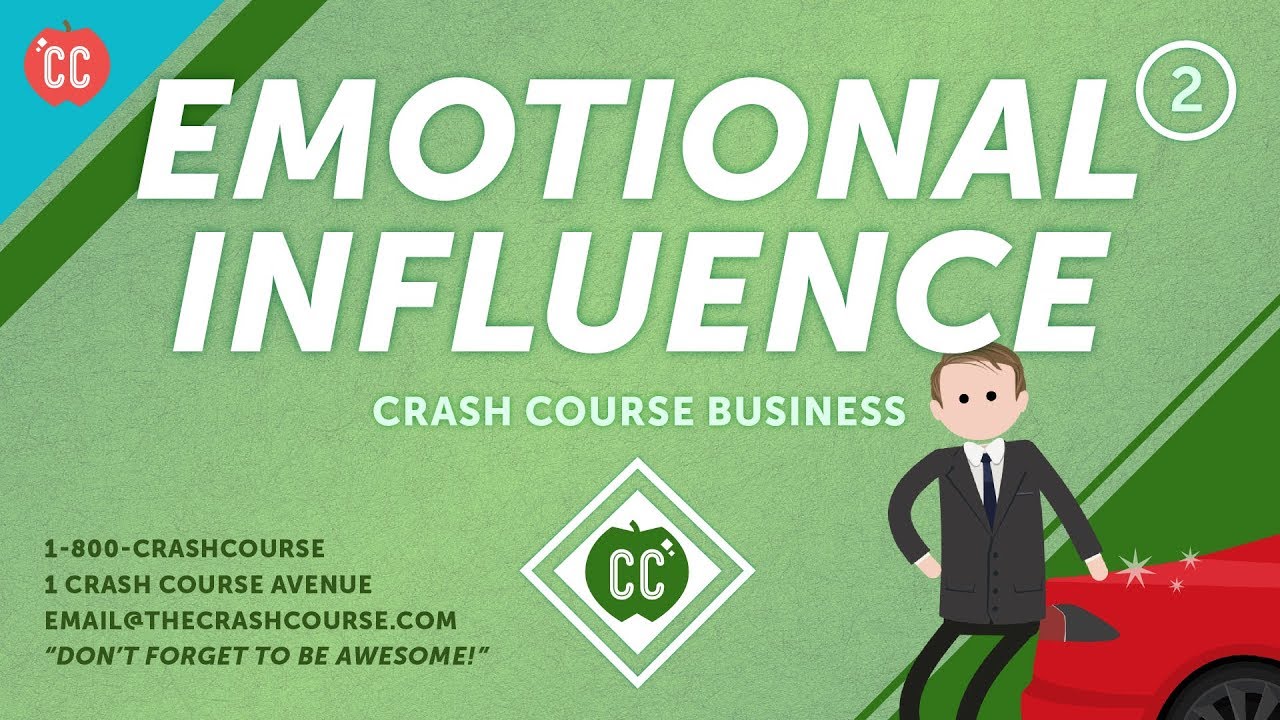 CC
EMOTIONAL
2
INFLUENCE
CRASH COURSE BUSINESS
1-800-CRASHCOURSE
1 CRASH COURSE AVENUE
EMAIL@THECRASHCOURSE.COM
“DON’T FORGET TO BE AWESOME!”
CC